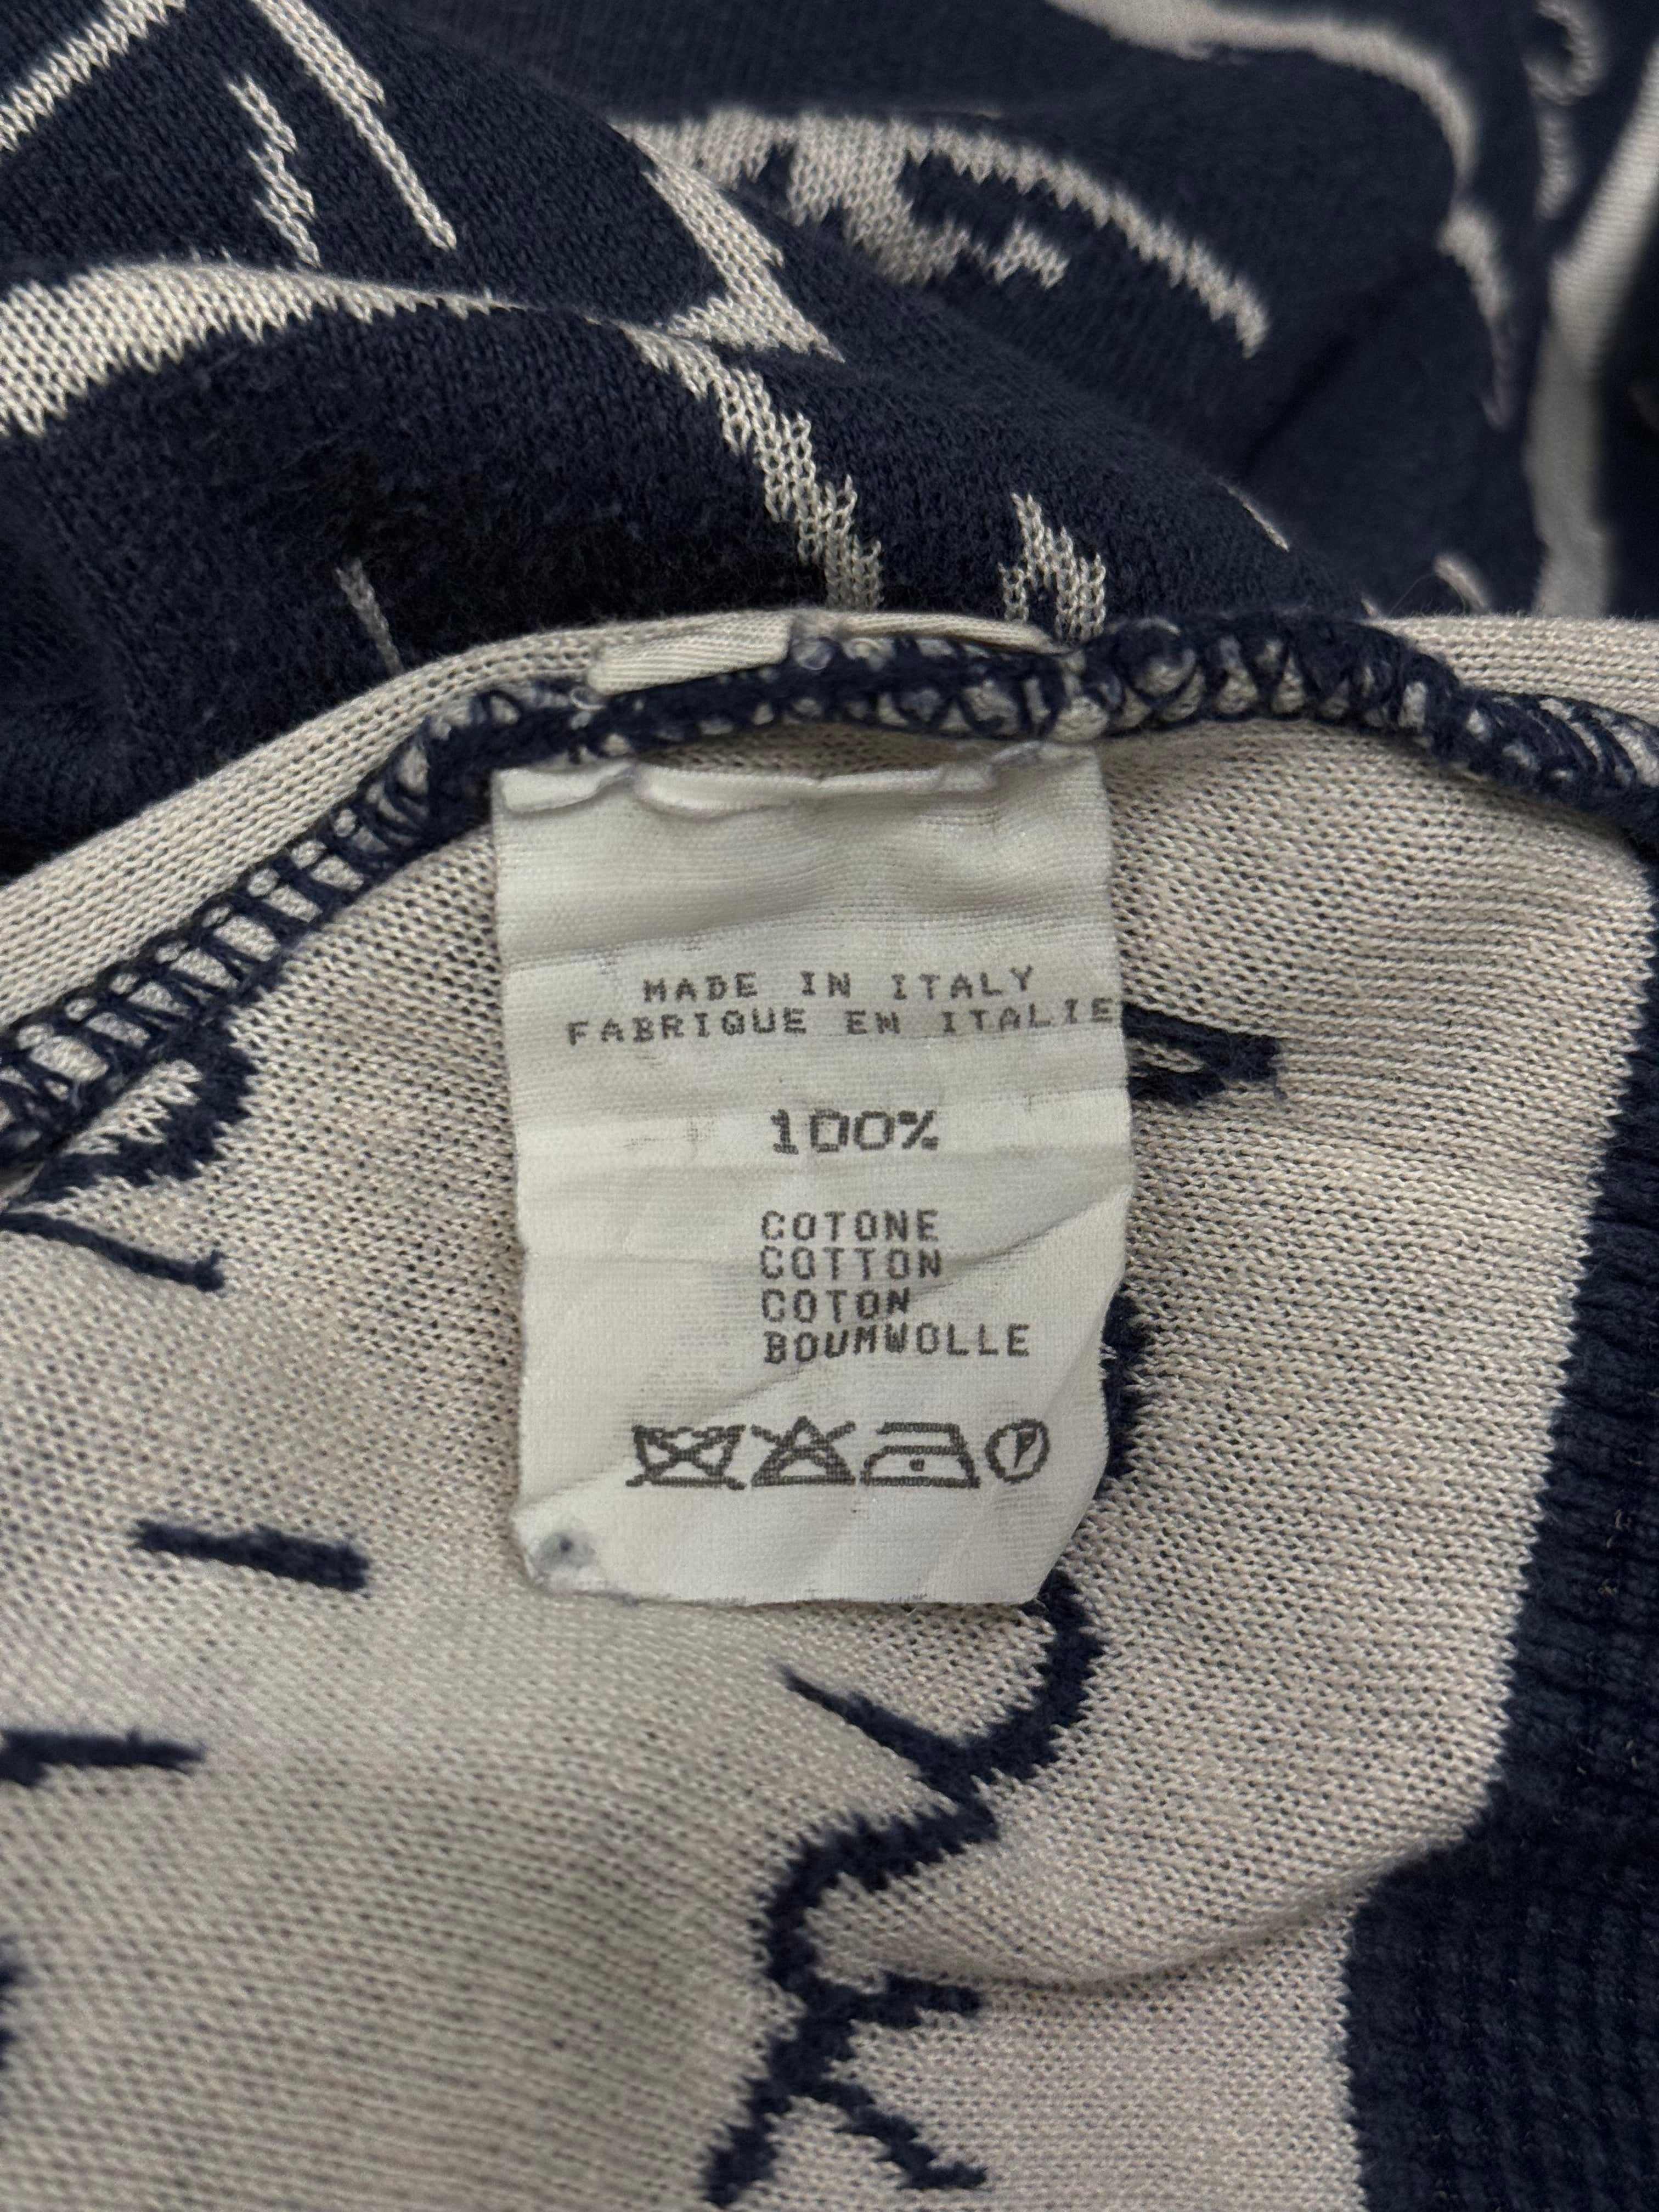 MADE IN ITALY
FABRIQUE EN ITALIE
100%
COTONE
COTTON
COTON
BOUMWOLLE
P